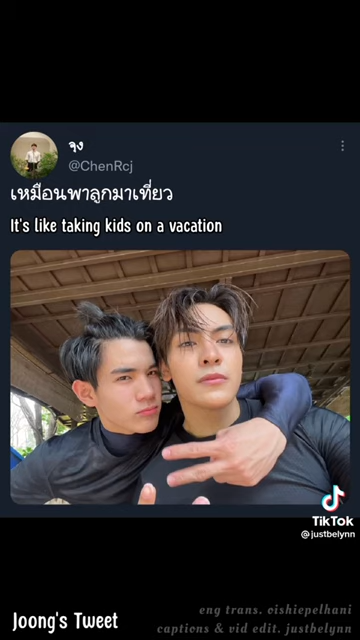 จุง
@ChenRcj
เหมือนพาลูกมาเที่ยว
It's like taking kids on a vacation
TikTok
@justbelynn
eng trans. oishiepelhani
captions & vid edit. justbelynn
Joong's Tweet